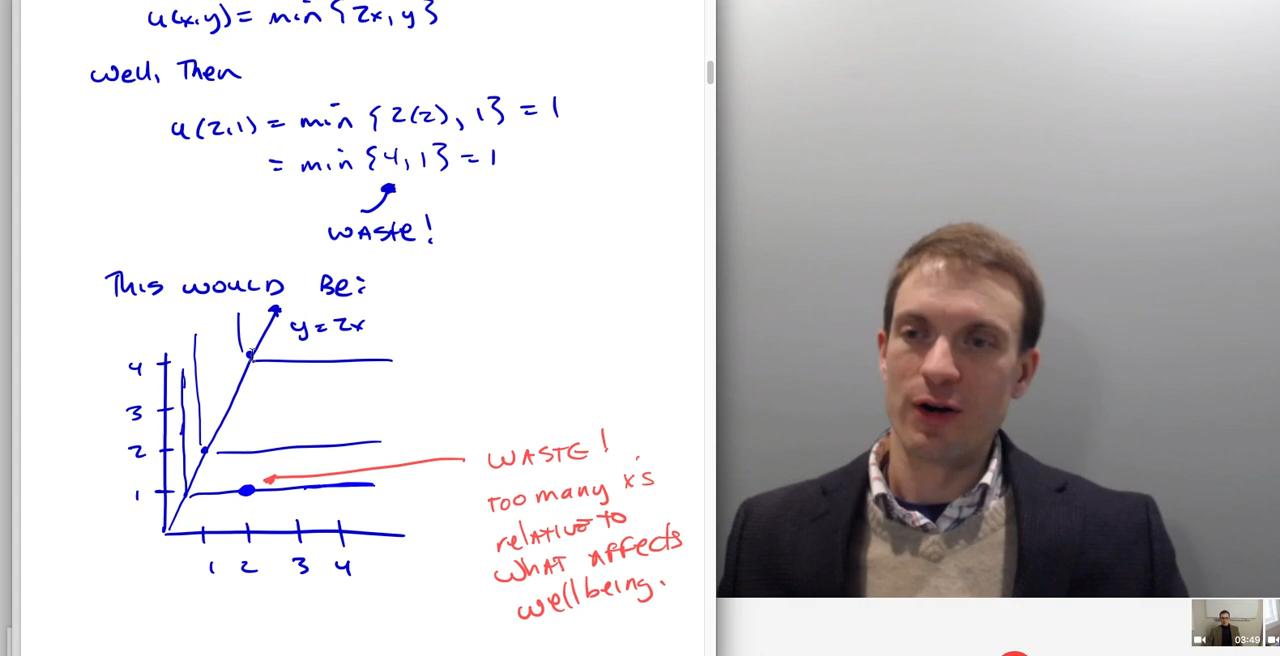 u(x,y) = min {2x, y}
Well, Then
u(2,1) = min {2(2), 1} = 1
= min {4, 1} = 1
WASTE!
This would Be:
y = 2x
4
3
2
1
1 2 3 4
WASTE!
Too many x's
relative to
what affects
wellbeing.
03:49